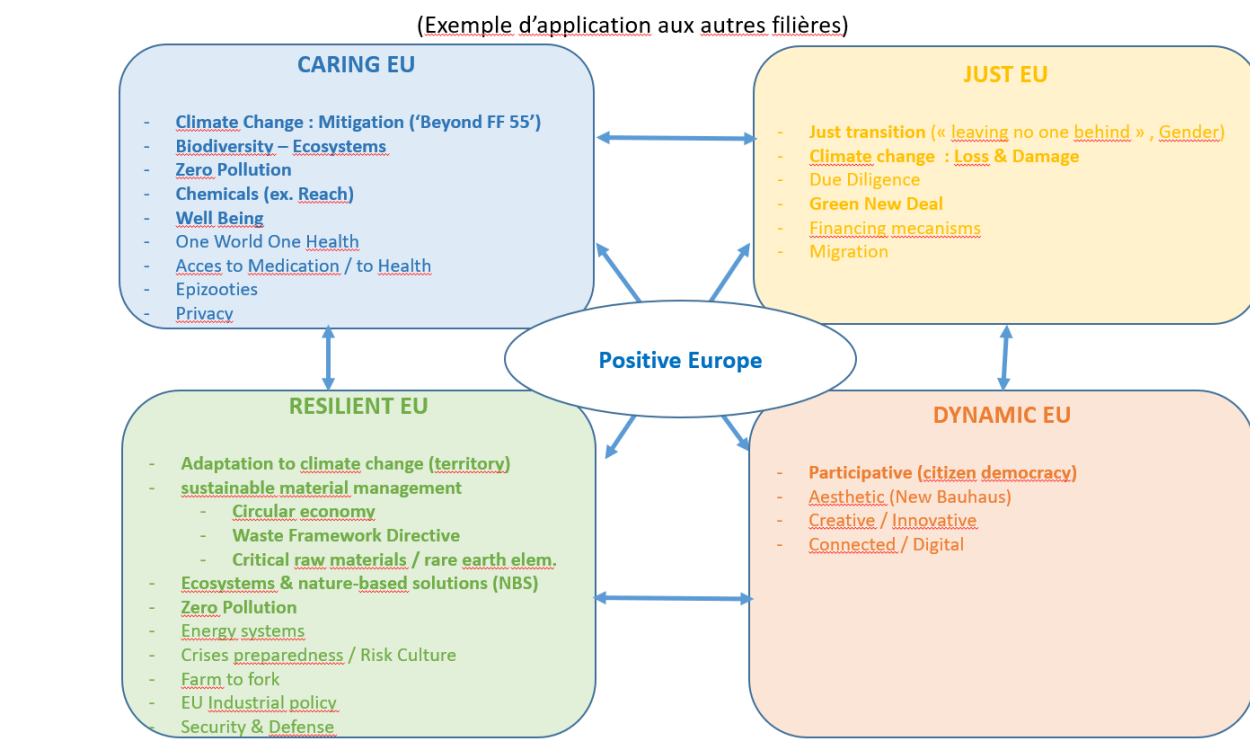 (Exemple d'application aux autres filières)
CARING EU
- Climate Change : Mitigation ('Beyond FF 55')
- Biodiversity – Ecosystems
- Zero Pollution
- Chemicals (ex. Reach)
- Well Being
- One World One Health
- Acces to Medication / to Health
- Epizooties
- Privacy
JUST EU
- Just transition (« leaving no one behind » , Gender)
- Climate change : Loss & Damage
- Due Diligence
- Green New Deal
- Financing mecanisms
- Migration
Positive Europe
RESILIENT EU
- Adaptation to climate change (territory)
- sustainable material management
- Circular economy
- Waste Framework Directive
- Critical raw materials / rare earth elem.
- Ecosystems & nature-based solutions (NBS)
- Zero Pollution
- Energy systems
- Crises preparedness / Risk Culture
- Farm to fork
- EU Industrial policy
- Security & Defense
DYNAMIC EU
- Participative (citizen democracy)
- Aesthetic (New Bauhaus)
- Creative / Innovative
- Connected / Digital